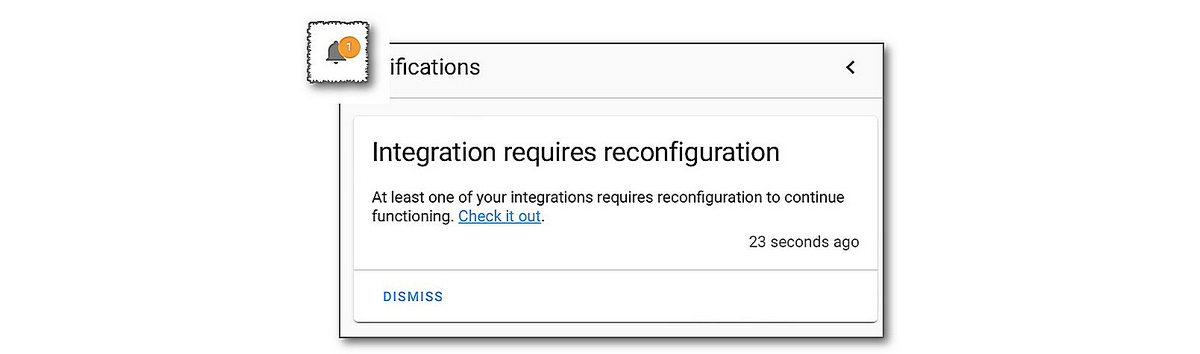 1
ifications
Integration requires reconfiguration
At least one of your integrations requires reconfiguration to continue
functioning. Check it out.
23 seconds ago
DISMISS